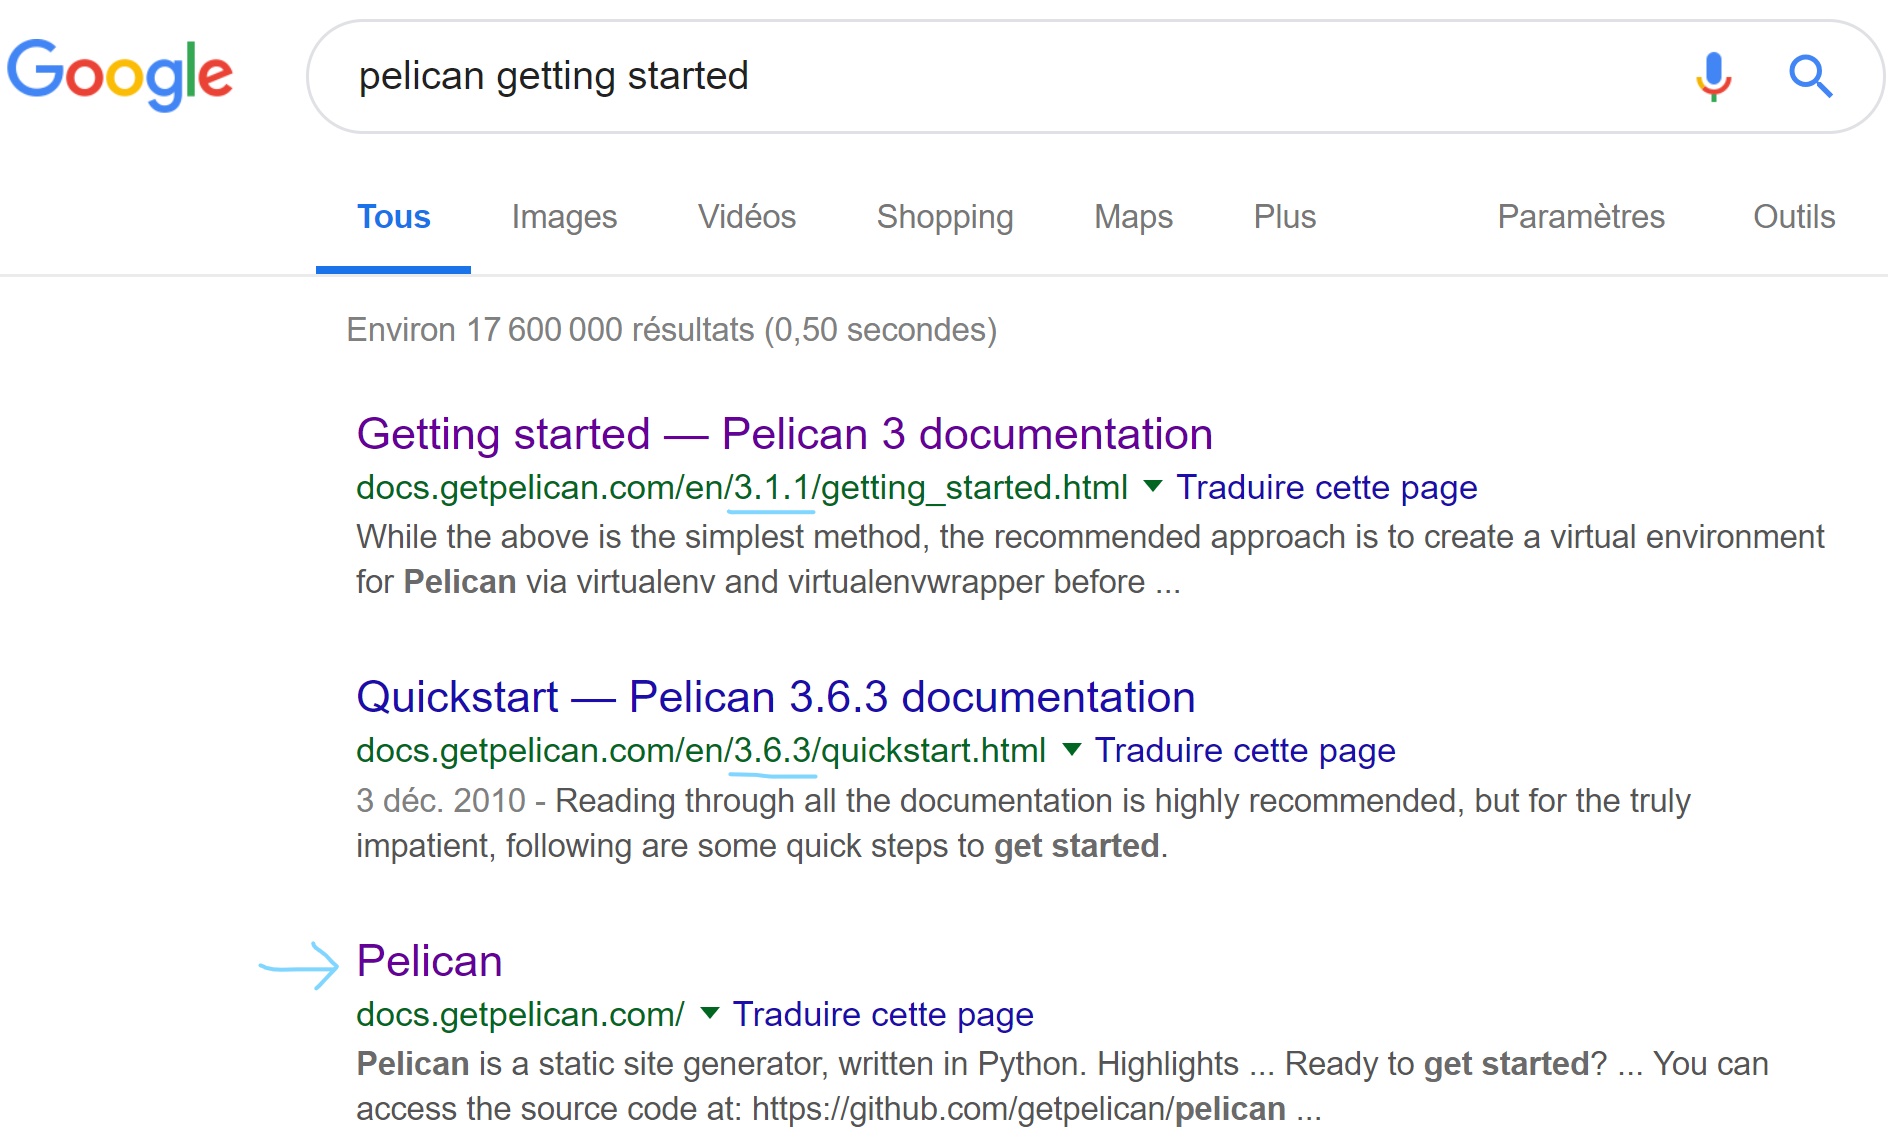 Google
pelican getting started
Tous Images Vidéos Shopping Maps Plus Paramètres Outils
Environ 17 600 000 résultats (0,50 secondes)
Getting started — Pelican 3 documentation
docs.getpelican.com/en/3.1.1/getting_started.html ▼ Traduire cette page
While the above is the simplest method, the recommended approach is to create a virtual environment
for Pelican via virtualenv and virtualenvwrapper before ...
Quickstart — Pelican 3.6.3 documentation
docs.getpelican.com/en/3.6.3/quickstart.html ▼ Traduire cette page
3 déc. 2010 - Reading through all the documentation is highly recommended, but for the truly
impatient, following are some quick steps to get started.
Pelican
docs.getpelican.com/ ▼ Traduire cette page
Pelican is a static site generator, written in Python. Highlights ... Ready to get started? ... You can
access the source code at: https://github.com/getpelican/pelican ...